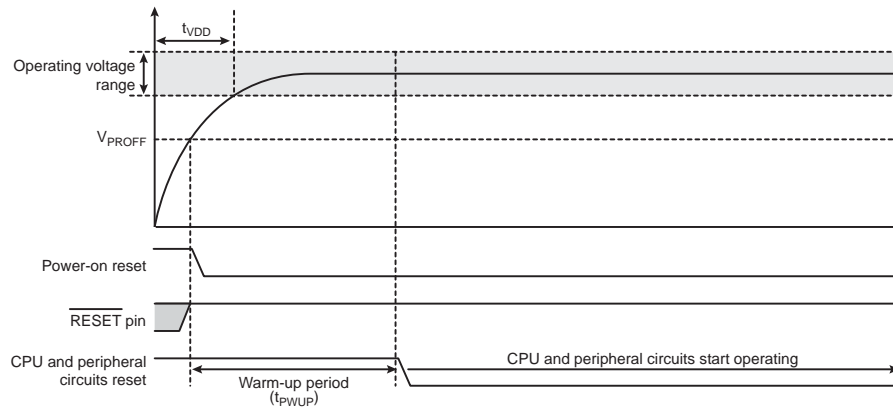 tVDD
Operating voltage
range
VPROFF
Power-on reset
RESET pin
CPU and peripheral
circuits reset
Warm-up period
(tPWUP)
CPU and peripheral circuits start operating